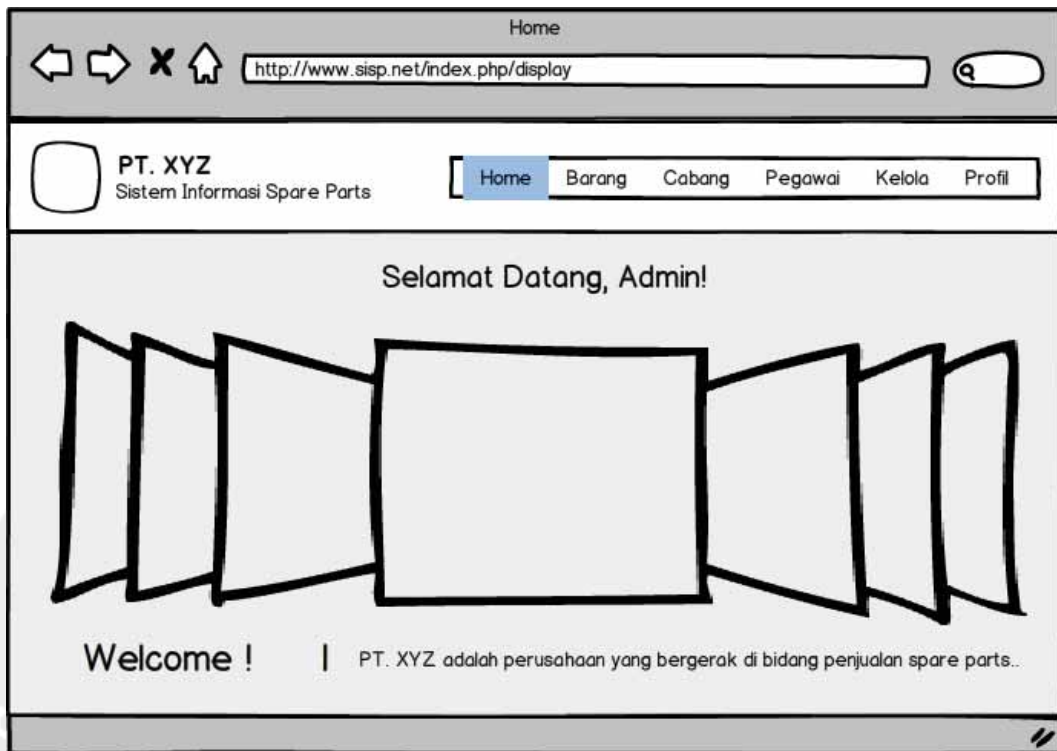 Home
http://www.sisp.net/index.php/display
PT. XYZ
Sistem Informasi Spare Parts
Home Barang Cabang Pegawai Kelola Profil
Selamat Datang, Admin!
Welcome ! | PT. XYZ adalah perusahaan yang bergerak di bidang penjualan spare parts..